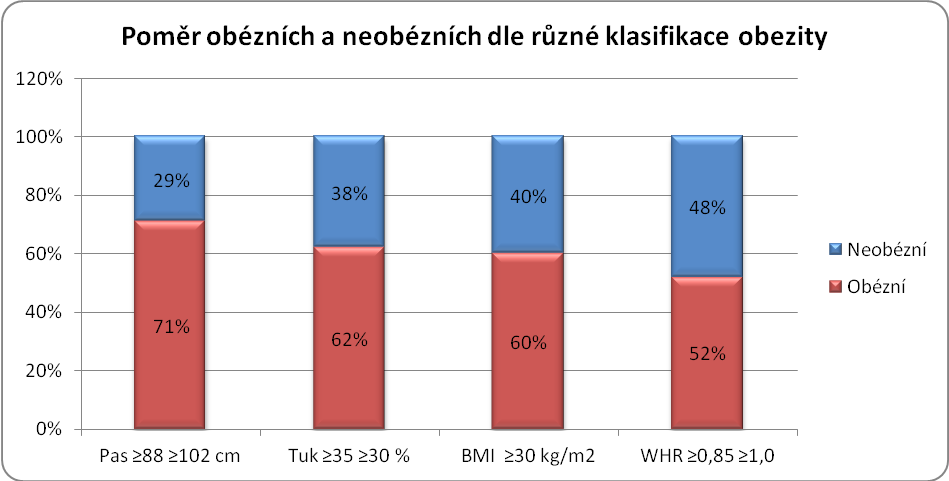 Poměr obézních a neobézních dle různé klasifikace obezity
120%
100%
80%
60%
40%
20%
0%
29%
38%
40%
48%
71%
62%
60%
52%
Neobézní
Obézní
Pas ≥88 ≥102 cm
Tuk ≥35 ≥30 %
BMI ≥30 kg/m2
WHR ≥0,85 ≥1,0